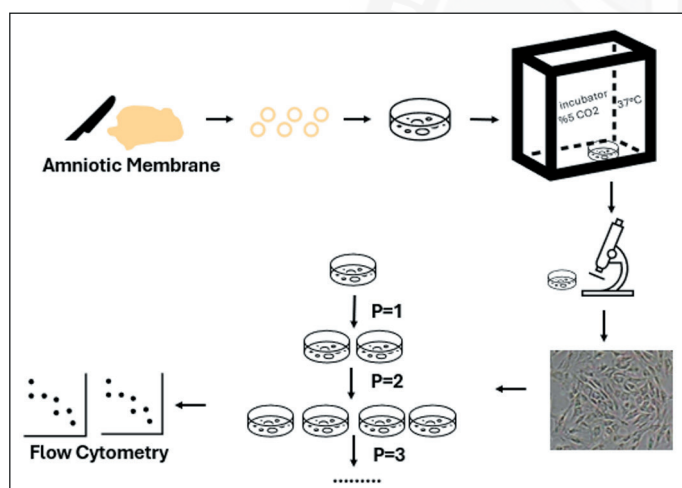 Amniotic Membrane
incubator
%5 CO2
37°C
P=1
P=2
P=3
.........
Flow Cytometry